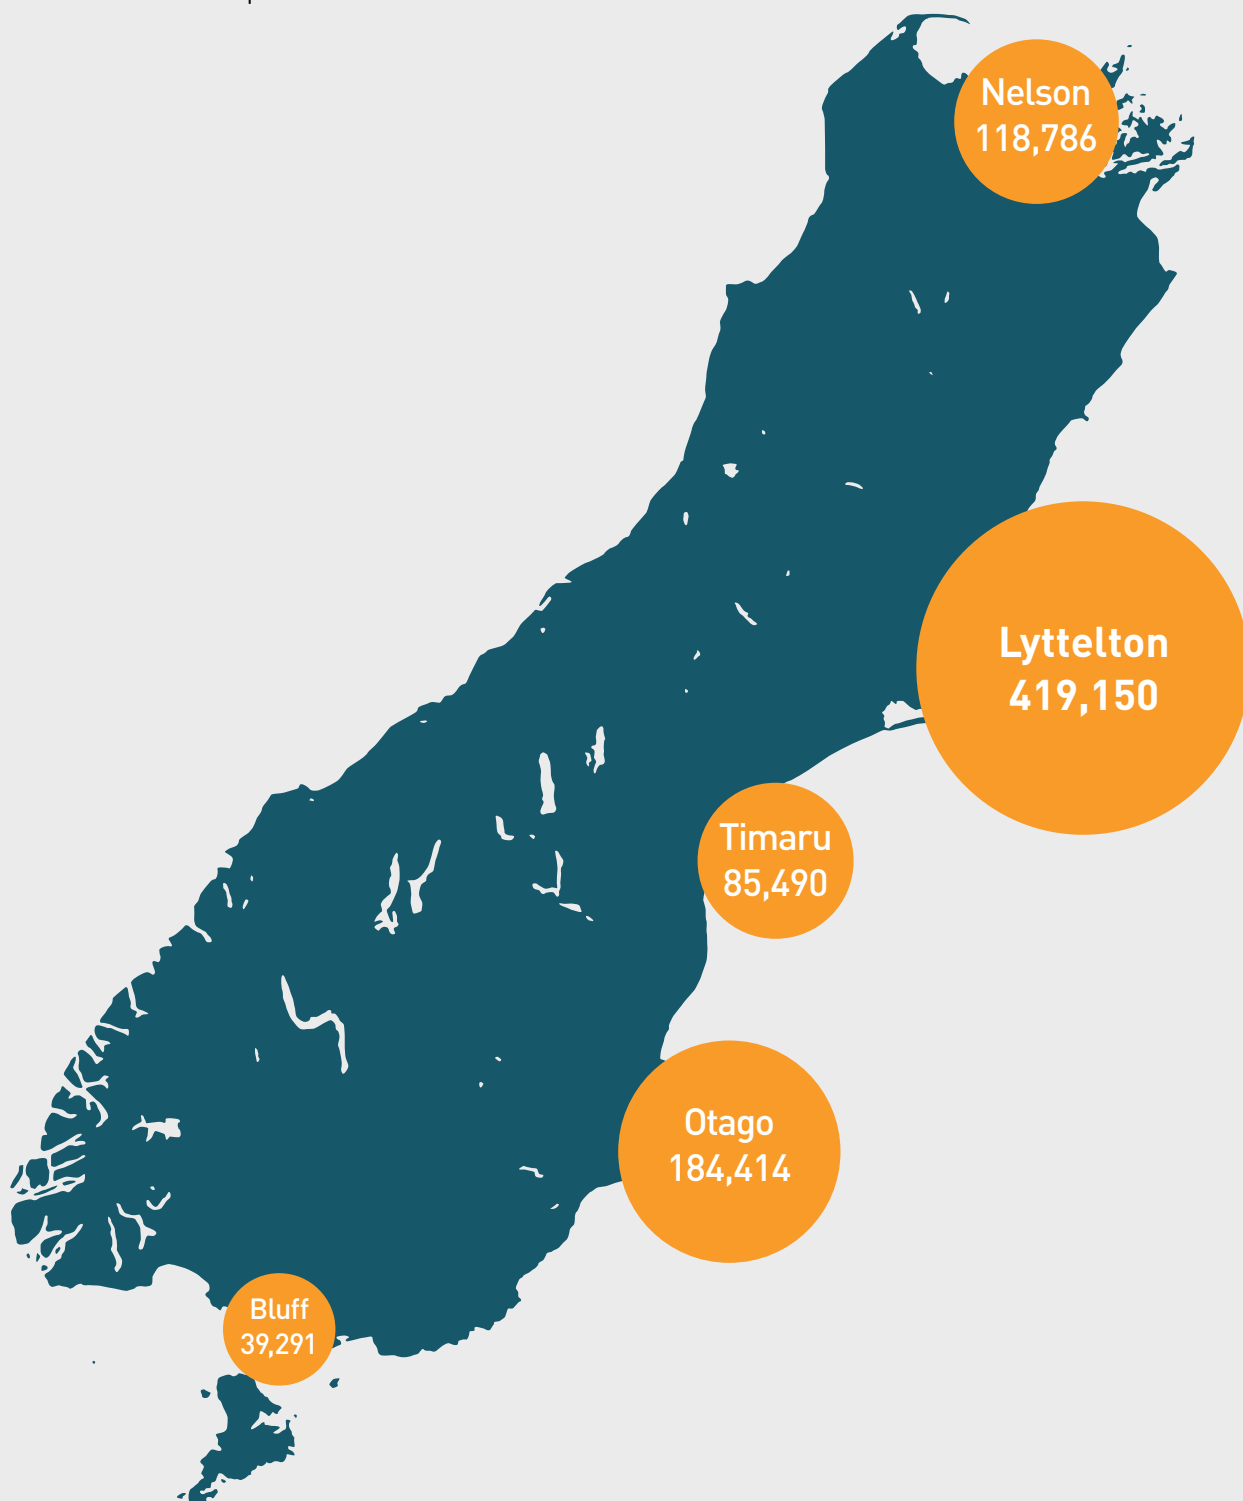 Nelson
118,786
Lyttelton
419,150
Timaru
85,490
Otago
184,414
Bluff
39,291